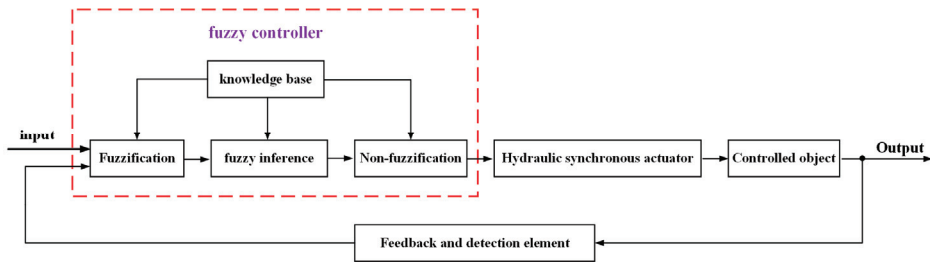 fuzzy controller
knowledge base
input
Fuzzification
fuzzy inference
Non-fuzzification
Hydraulic synchronous actuator
Controlled object
Output
Feedback and detection element